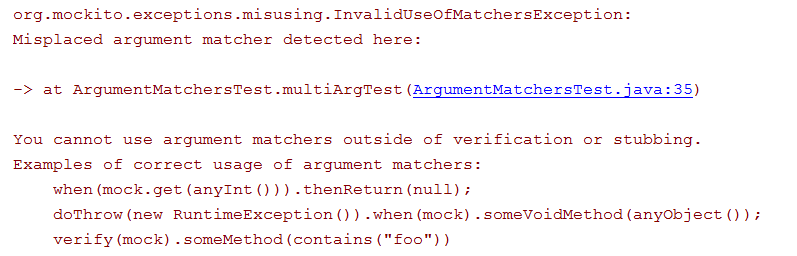 org.mockito.exceptions.misusing.InvalidUseOfMatchersException:
Misplaced argument matcher detected here:
-> at ArgumentMatchersTest.multiArgTest(ArgumentMatchersTest.java:35)
You cannot use argument matchers outside of verification or stubbing.
Examples of correct usage of argument matchers:
when(mock.get(anyInt())).thenReturn(null);
doThrow(new RuntimeException()).when(mock).someVoidMethod(anyObject());
verify(mock).someMethod(contains("foo"))